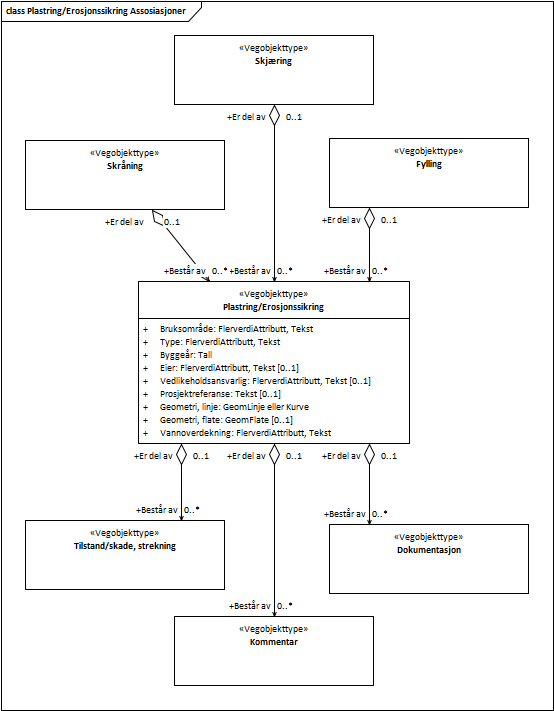 class Plastring/Erosjonssikring Assosiasjoner
«Vegobjekttype»
Skjæring
+Er del av 0..1
«Vegobjekttype»
Skråning
«Vegobjekttype»
Fylling
+Er del av 0..1
+Er del av 0..1
+Består av 0..*
+Består av 0..*
+Består av 0..*
«Vegobjekttype»
Plastring/Erosjonssikring
+ Bruksområde: FlerverdiAttributt, Tekst
+ Type: FlerverdiAttributt, Tekst
+ Byggeår: Tall
+ Eier: FlerverdiAttributt, Tekst [0..1]
+ Vedlikeholdsansvarlig: FlerverdiAttributt, Tekst [0..1]
+ Prosjektreferanse: Tekst [0..1]
+ Geometri, linje: GeomLinje eller Kurve
+ Geometri, flate: GeomFlate [0..1]
+ Vannoverdekning: FlerverdiAttributt, Tekst
+Er del av 0..1
+Er del av 0..1
+Er del av 0..1
+Består av 0..*
+Består av 0..*
«Vegobjekttype»
Tilstand/skade, strekning
«Vegobjekttype»
Dokumentasjon
+Består av 0..*
«Vegobjekttype»
Kommentar